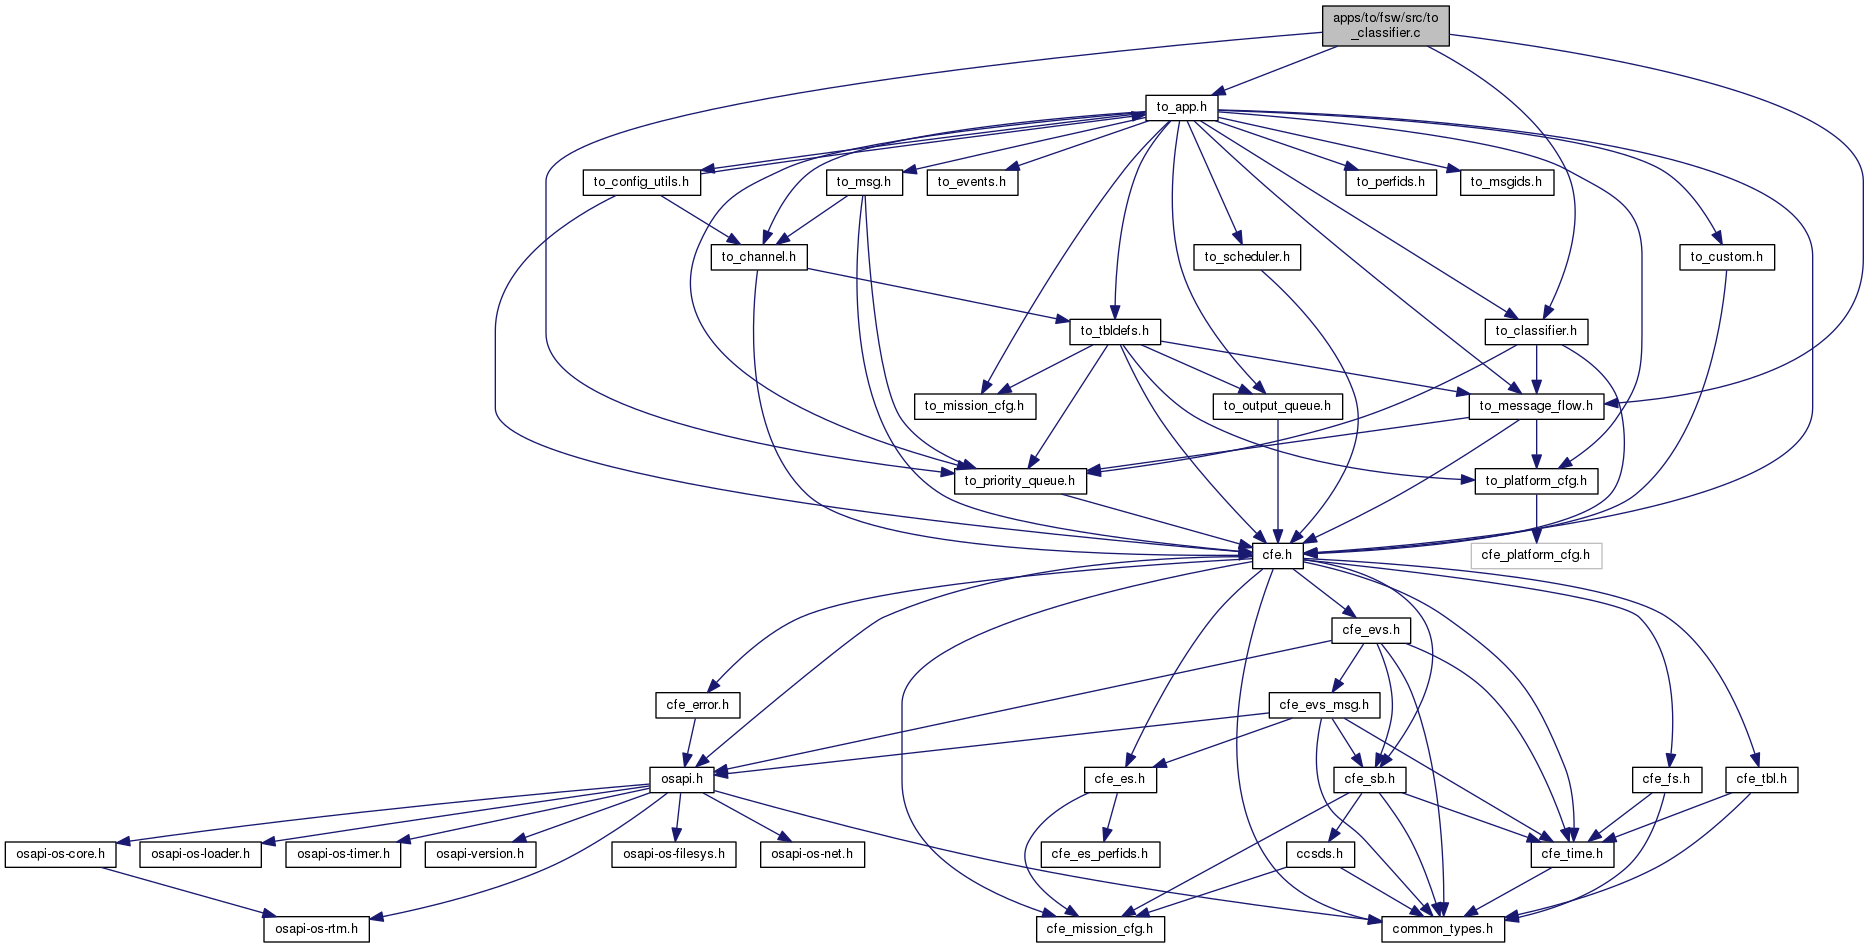 apps/to/fsw/src/to
_classifier.c
to_app.h
to_config_utils.h
to_msg.h
to_events.h
to_perfids.h
to_msgids.h
to_channel.h
to_scheduler.h
to_custom.h
to_tbldefs.h
to_classifier.h
to_mission_cfg.h
to_output_queue.h
to_message_flow.h
to_priority_queue.h
to_platform_cfg.h
cfe.h
cfe_platform_cfg.h
cfe_evs.h
cfe_error.h
cfe_evs_msg.h
osapi.h
cfe_es.h
cfe_sb.h
cfe_fs.h
cfe_tbl.h
osapi-os-core.h
osapi-os-loader.h
osapi-os-timer.h
osapi-version.h
osapi-os-filesys.h
osapi-os-net.h
cfe_es_perfids.h
ccsds.h
cfe_time.h
osapi-os-rtm.h
cfe_mission_cfg.h
common_types.h